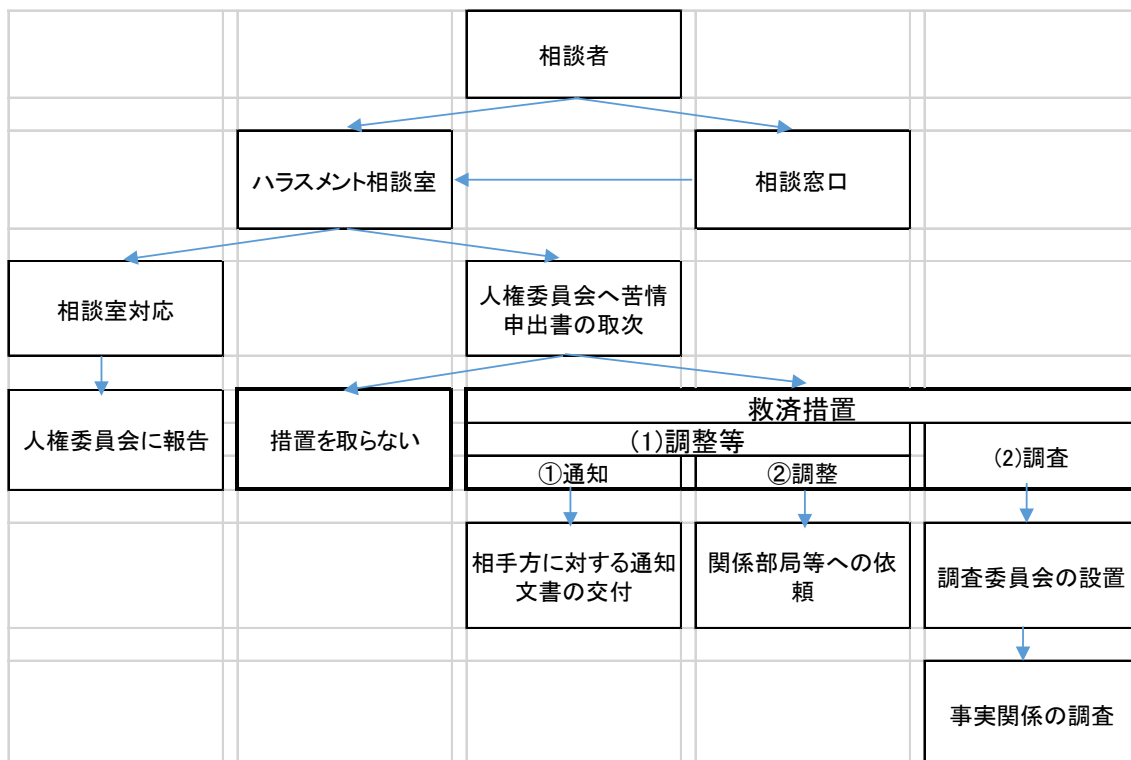 相談者
ハラスメント相談室
相談窓口
相談室対応
人権委員会へ苦情
申出書の取次
人権委員会に報告
措置を取らない
救済措置
(1)調整等
(2)調査
①通知
②調整
相手方に対する通知
文書の交付
関係部局等への依
頼
調査委員会の設置
事実関係の調査